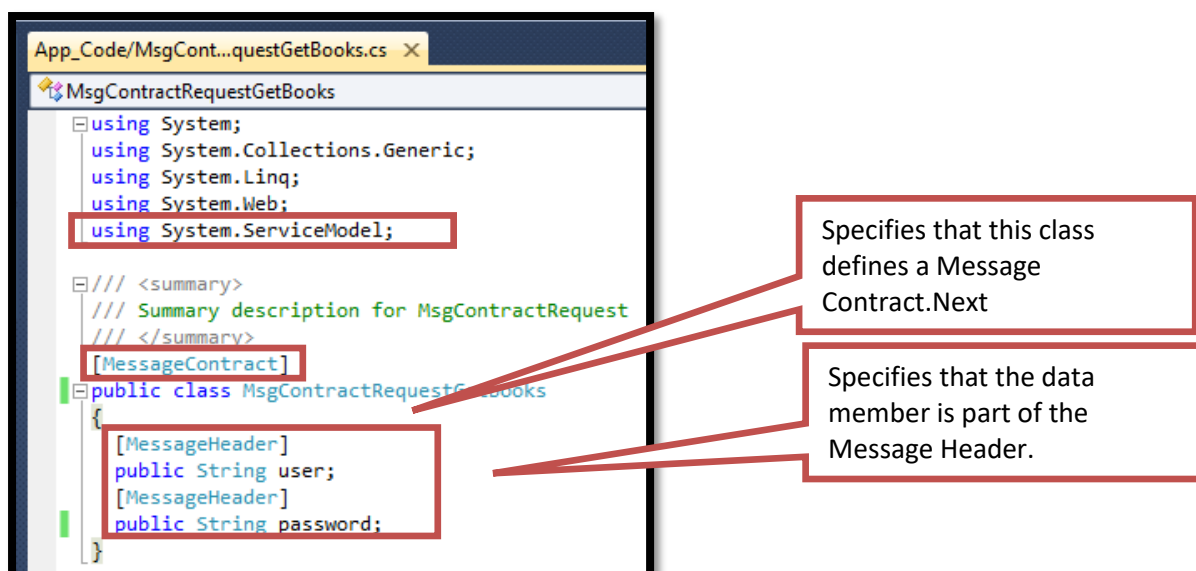 App_Code/MsgCont...questGetBooks.cs ×
MsgContractRequestGetBooks
using System;
using System.Collections.Generic;
using System.Linq;
using System.Web;
using System.ServiceModel;
/// <summary>
/// Summary description for MsgContractRequest
/// </summary>
[MessageContract]
public class MsgContractRequestGetBooks
{
[MessageHeader]
public String user;
[MessageHeader]
public String password;
}
Specifies that this class
defines a Message
Contract.Next
Specifies that the data
member is part of the
Message Header.